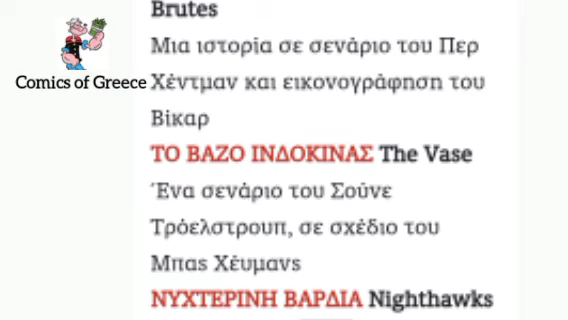 Brutes
Μια ιστορία σε σενάριο του Περ
Comics of Greece
Χέντμαν και εικονογράφηση του
Βίκαρ
ΤΟ ΒΑΖΟ ΙΝΔΟΚΙΝΑΣ The Vase
Ένα σενάριο του Σούνε
Τρόελστρουπ, σε σχέδιο του
Μπας Χέυμανς
ΝΥΧΤΕΡΙΝΗ ΒΑΡΔΙΑ Nighthawks